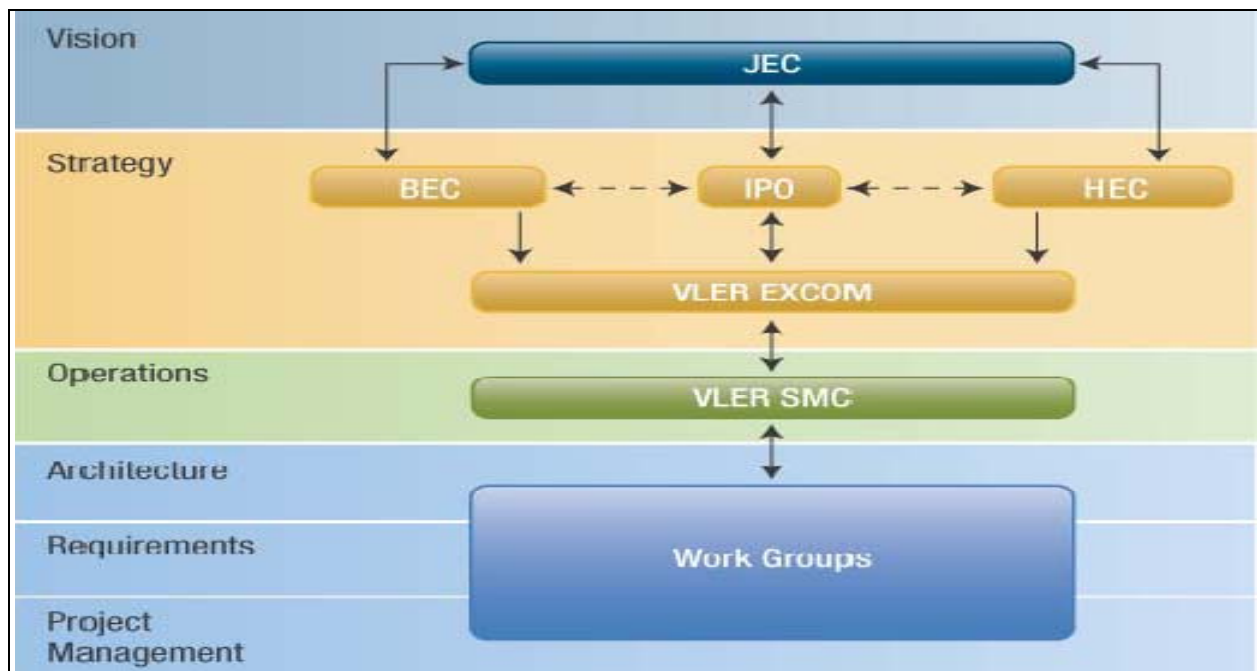 Vision
JEC
Strategy
BEC
IPO
HEC
VLER EXCOM
Operations
VLER SMC
Architecture
Requirements
Work Groups
Project
Management